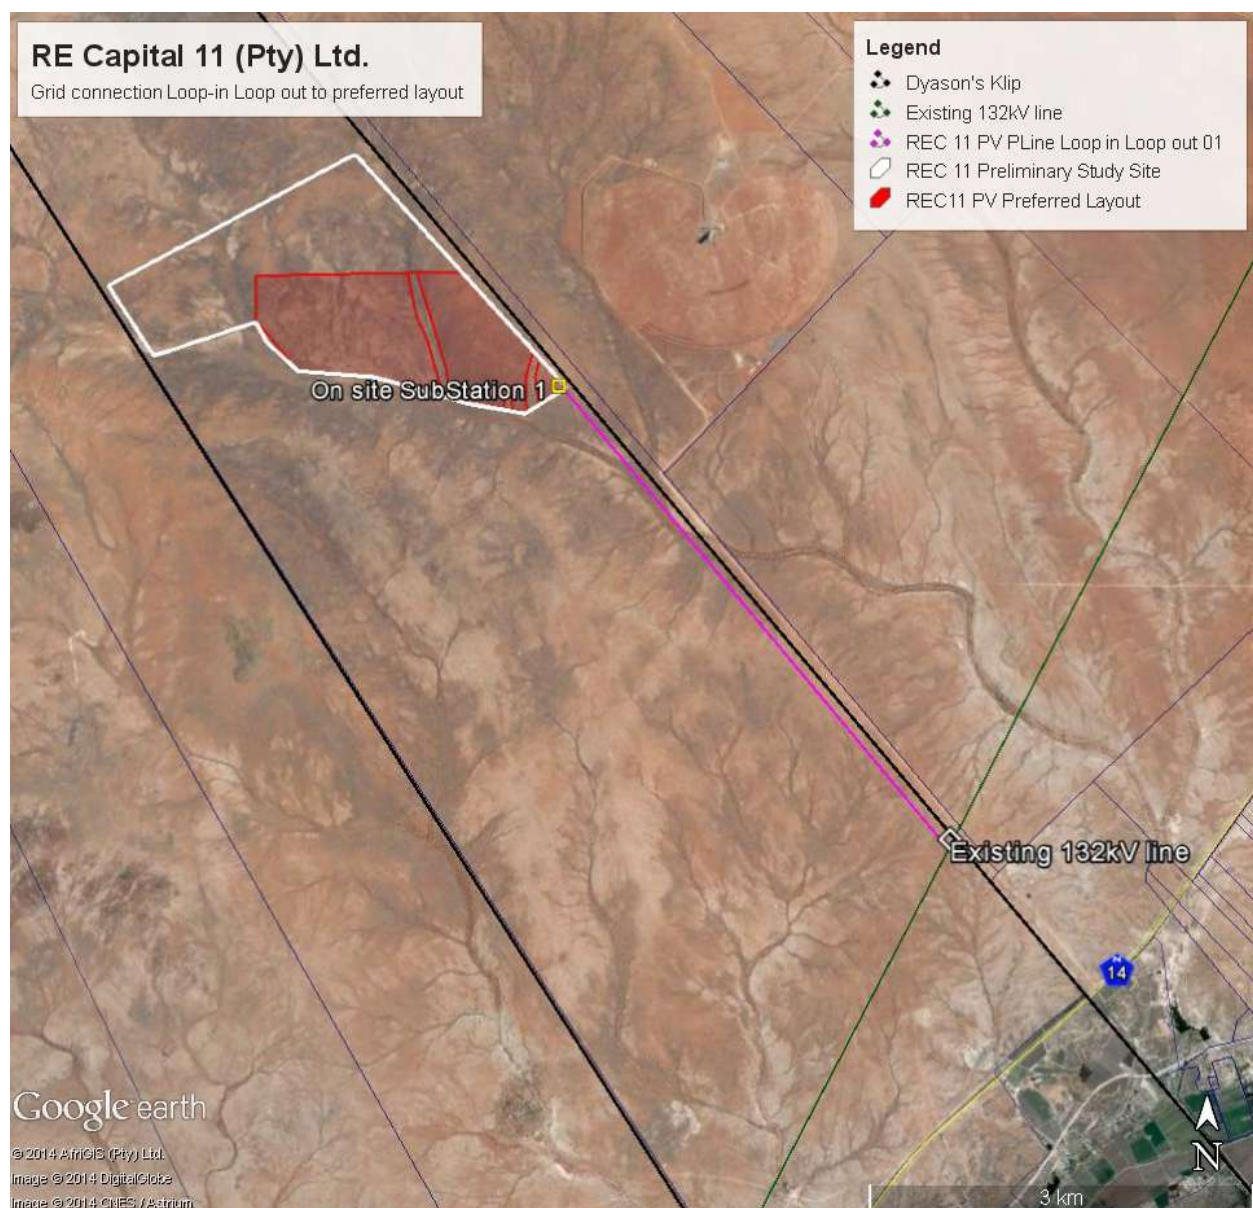 RE Capital 11 (Pty) Ltd.
Grid connection Loop-in Loop out to preferred layout
Legend
Dyason's Klip
Existing 132kV line
REC 11 PV PLine Loop in Loop out 01
REC 11 Preliminary Study Site
REC11 PV Preferred Layout
On site SubStation 1
Existing 132kV line
N
14
Google earth
© 2014 AfriGIS (Pty) Ltd.
Image © 2014 DigitalGlobe
Image © 2014 CNES / Astrium
N
3 km